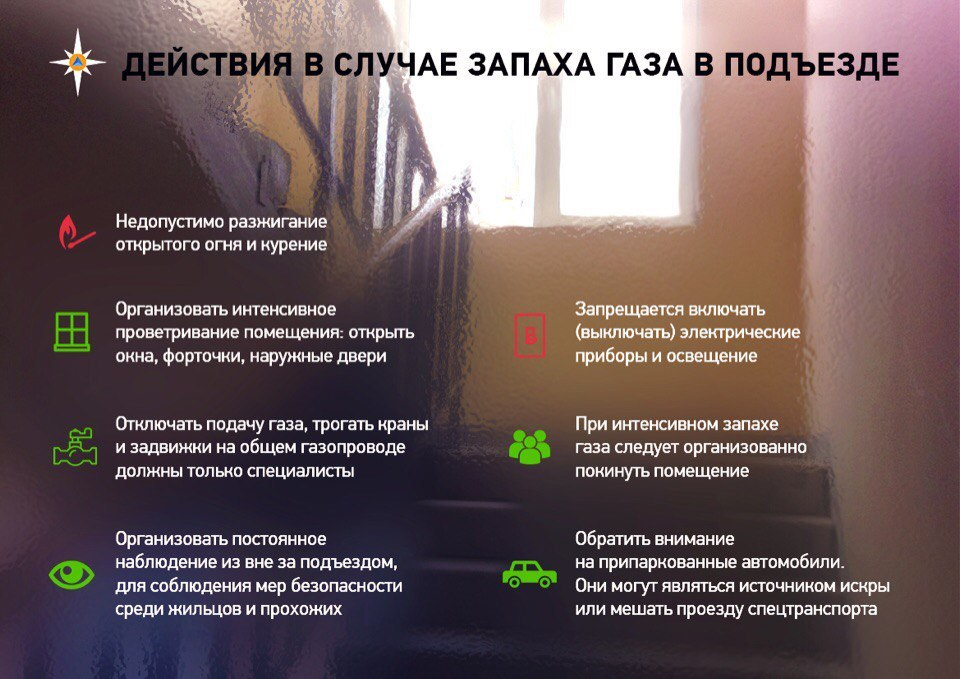 ДЕЙСТВИЯ В СЛУЧАЕ ЗАПАХА ГАЗА В ПОДЪЕЗДЕ
Недопустимо разжигание
открытого огня и курение
Организовать интенсивное
проветривание помещения: открыть
окна, форточки, наружные двери
Запрещается включать
(выключать) электрические
приборы и освещение
Отключать подачу газа, трогать краны
и задвижки на общем газопроводе
должны только специалисты
При интенсивном запахе
газа следует организованно
покинуть помещение
Организовать постоянное
наблюдение из вне за подъездом,
для соблюдения мер безопасности
среди жильцов и прохожих
Обратить внимание
на припаркованные автомобили.
Они могут являться источником искры
или мешать проезду спецтранспорта